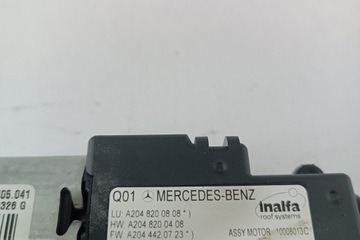 05.041
326 G
Q01 MERCEDES-BENZ
LU: A204 820 08 08 * )
HW: A204 820 04 08
FW: A204 442 07 23 * )
inalfa
roof systems
ASSY MOTOR 10008013C